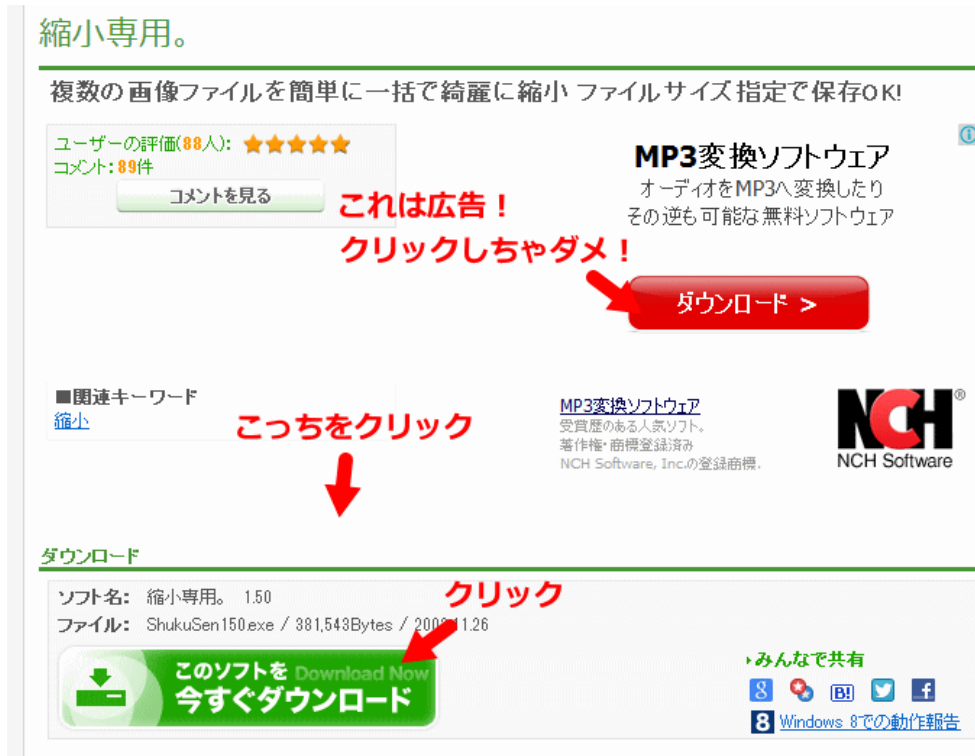 縮小専用。
複数の画像ファイルを簡単に一括で綺麗に縮小 ファイルサイズ指定で保存OK!
ユーザーの評価(88人): ★★★★★
コメント: 89件
コメントを見る
これは広告！
クリックしちゃダメ！
MP3変換ソフトウェア
オーディオをMP3へ変換したり
その逆も可能な無料ソフトウェア
ダウンロード >
■関連キーワード
縮小
こっちをクリック
MP3変換ソフトウェア
受賞歴のある人気ソフト。
著作権・商標登録済み
NCH Software, Inc.の登録商標.
NCH®
NCH Software
ダウンロード
ソフト名: 縮小専用。 1.50
クリック
ファイル: ShukuSen150.exe / 381,543Bytes / 11.26
このソフトを Download Now
今すぐダウンロード
›みんなで共有
8 B! f
8 Windows 8での動作報告